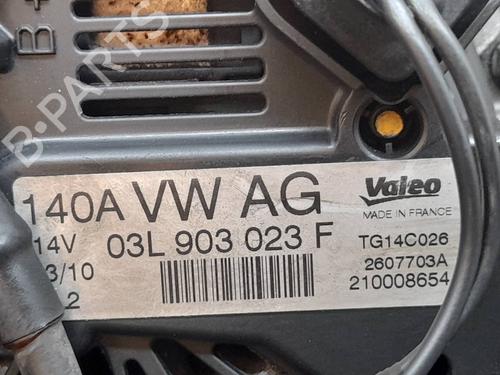 B+
B-PARTS
140A VW AG
Valeo
MADE IN FRANCE
14V 03L 903 023 F
TG14C026
3/10
2607703A
2
210008654